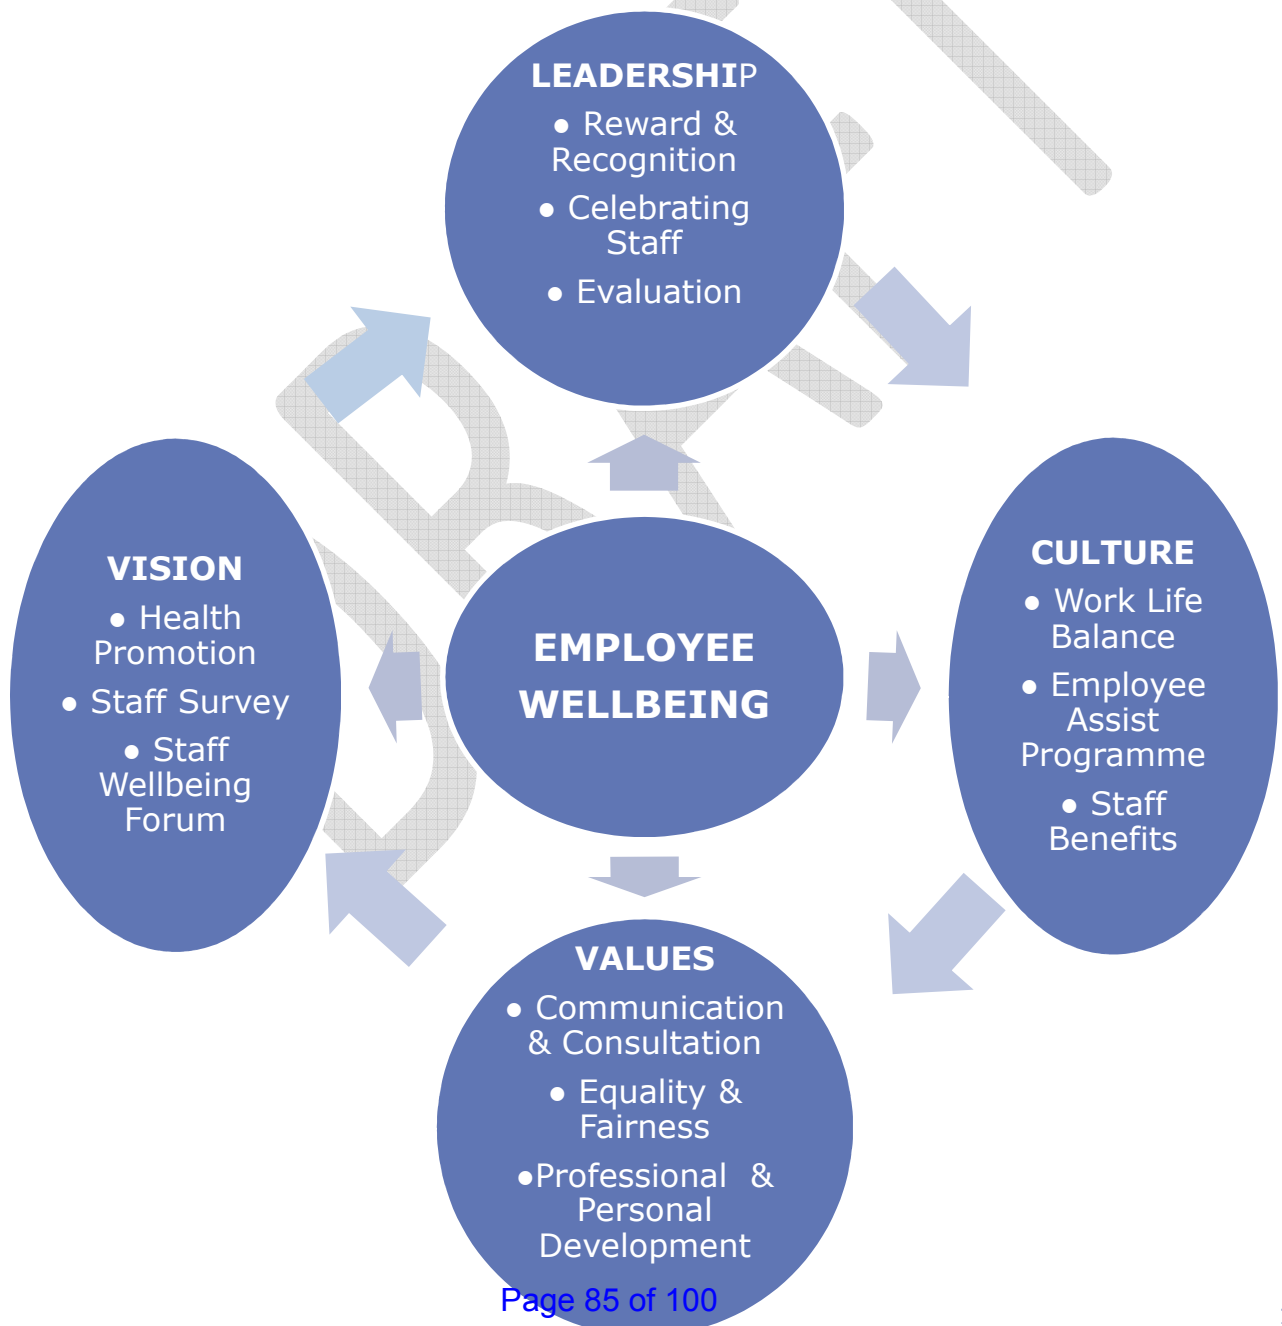 LEADERSHIP
● Reward &
Recognition
● Celebrating
Staff
● Evaluation
VISION
● Health
Promotion
● Staff Survey
● Staff
Wellbeing
Forum
EMPLOYEE
WELLBEING
CULTURE
● Work Life
Balance
● Employee
Assist
Programme
● Staff
Benefits
VALUES
● Communication
& Consultation
● Equality &
Fairness
●Professional  &
Personal
Development
Page 85 of 100
DRAFT